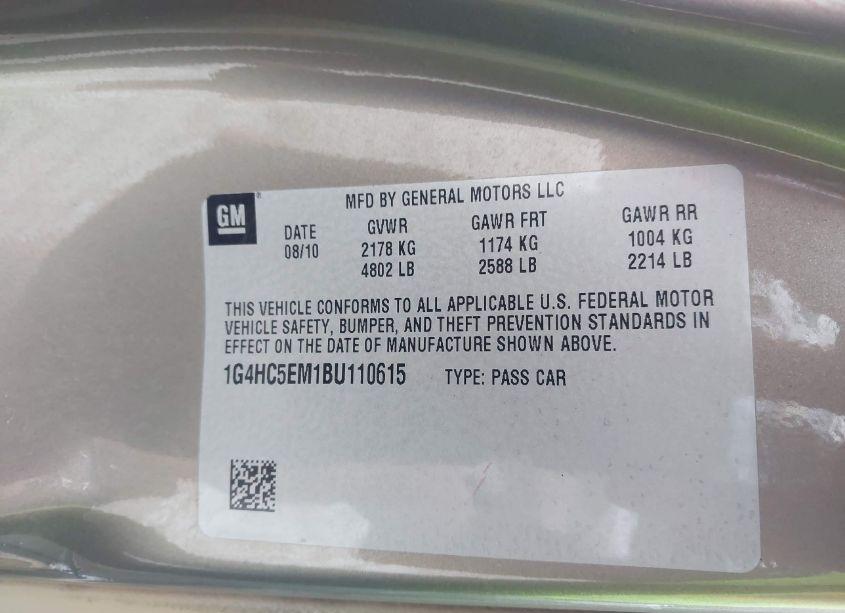 GM®
MFD BY GENERAL MOTORS LLC
DATE GVWR GAWR FRT GAWR RR
08/10 2178 KG 1174 KG 1004 KG
4802 LB 2588 LB 2214 LB
THIS VEHICLE CONFORMS TO ALL APPLICABLE U.S. FEDERAL MOTOR
VEHICLE SAFETY, BUMPER, AND THEFT PREVENTION STANDARDS IN
EFFECT ON THE DATE OF MANUFACTURE SHOWN ABOVE.
1G4HC5EM1BU110615 TYPE: PASS CAR